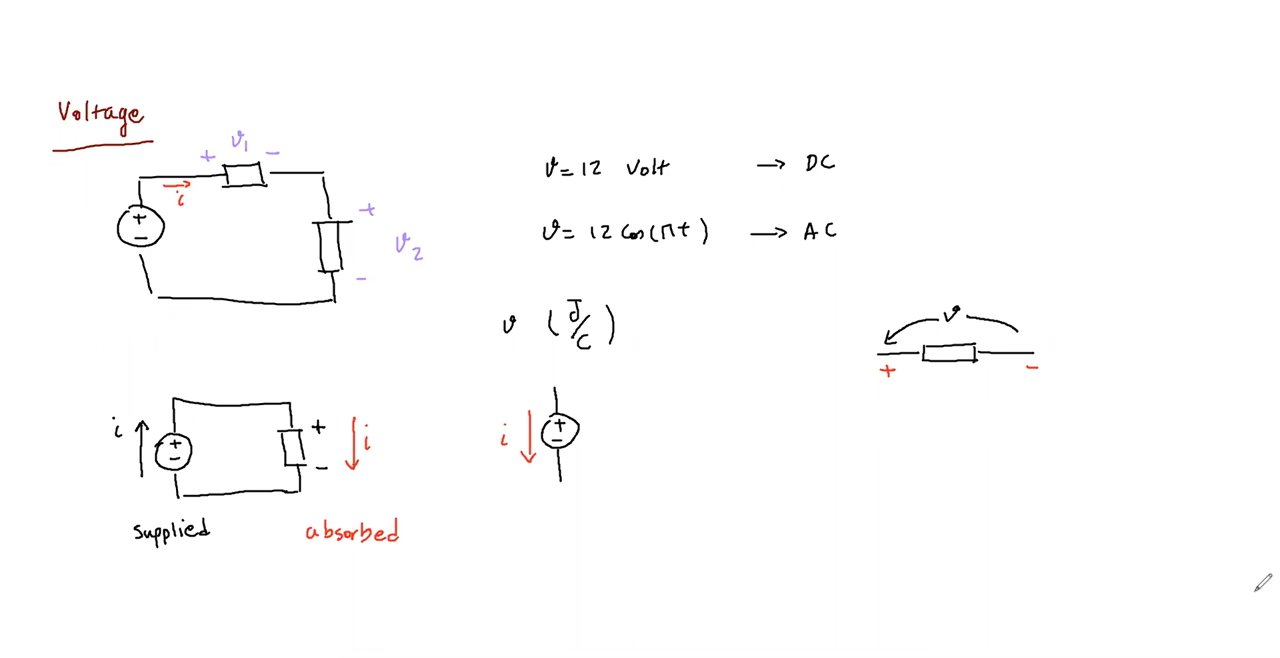 Voltage
+ v1 -
i
+
-
+
v2
-
v = 12 Volt → DC
v = 12 cos(πt) → AC
v (J/C)
v
+ -
i
+
-
+
-
i
supplied
absorbed
i
+
-